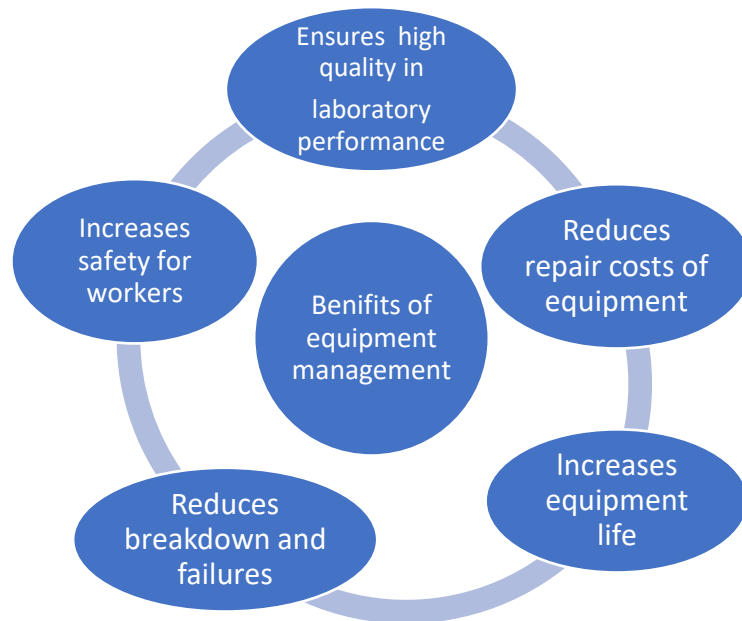 Ensures high
quality in
laboratory
performance
Reduces
repair costs of
equipment
Increases
equipment
life
Reduces
breakdown and
failures
Increases
safety for
workers
Benifits of
equipment
management